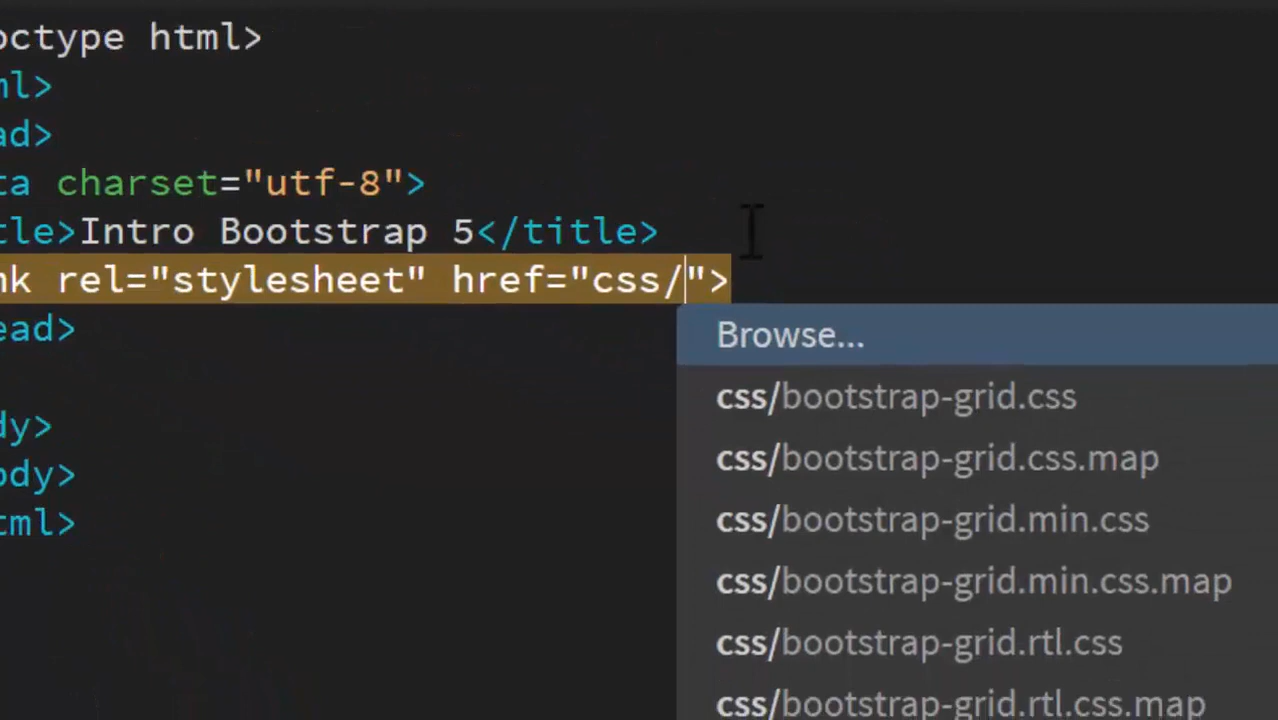 octype html>
ml>
ad>
ta charset="utf-8">
tle>Intro Bootstrap 5</title>
nk rel="stylesheet" href="css/">
ead>
Browse...
css/bootstrap-grid.css
dy>
css/bootstrap-grid.css.map
ody>
css/bootstrap-grid.min.css
tml>
css/bootstrap-grid.min.css.map
css/bootstrap-grid.rtl.css
css/bootstrap-grid.rtl.css.map